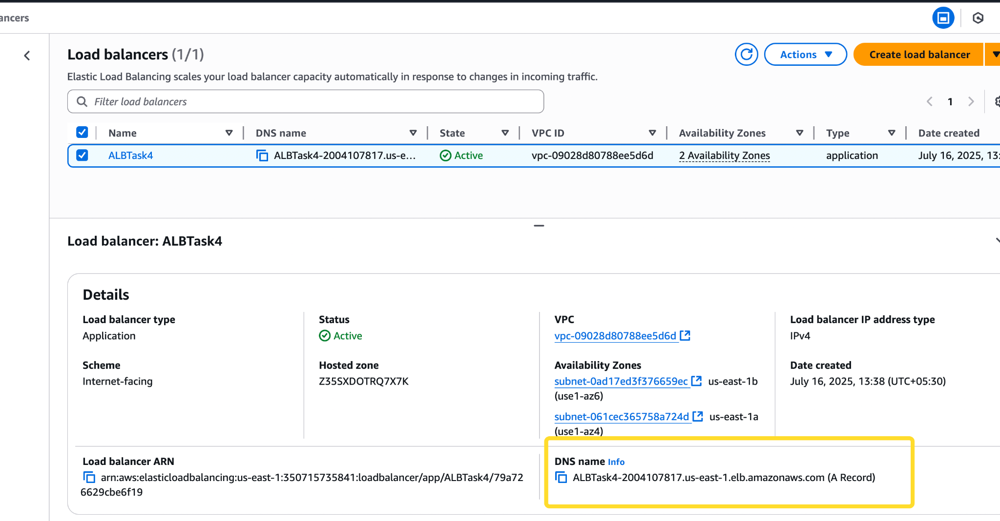 ancers
Load balancers (1/1)
Actions
Create load balancer
Elastic Load Balancing scales your load balancer capacity automatically in response to changes in incoming traffic.
Filter load balancers
1
Name DNS name State VPC ID Availability Zones Type Date created
ALBTask4 ALBTask4-2004107817.us-e... Active vpc-09028d80788ee5d6d 2 Availability Zones application July 16, 2025, 13:
Load balancer: ALBTask4
Details
Load balancer type
Application
Scheme
Internet-facing
Status
Active
Hosted zone
Z35SXDOTRQ7X7K
VPC
vpc-09028d80788ee5d6d
Availability Zones
subnet-0ad17ed3f376659ec us-east-1b
(use1-az6)
subnet-061cec365758a724d us-east-1a
(use1-az4)
Load balancer IP address type
IPv4
Date created
July 16, 2025, 13:38 (UTC+05:30)
Load balancer ARN
arn:aws:elasticloadbalancing:us-east-1:350715735841:loadbalancer/app/ALBTask4/79a72
6629cbe6f19
DNS name Info
ALBTask4-2004107817.us-east-1.elb.amazonaws.com (A Record)